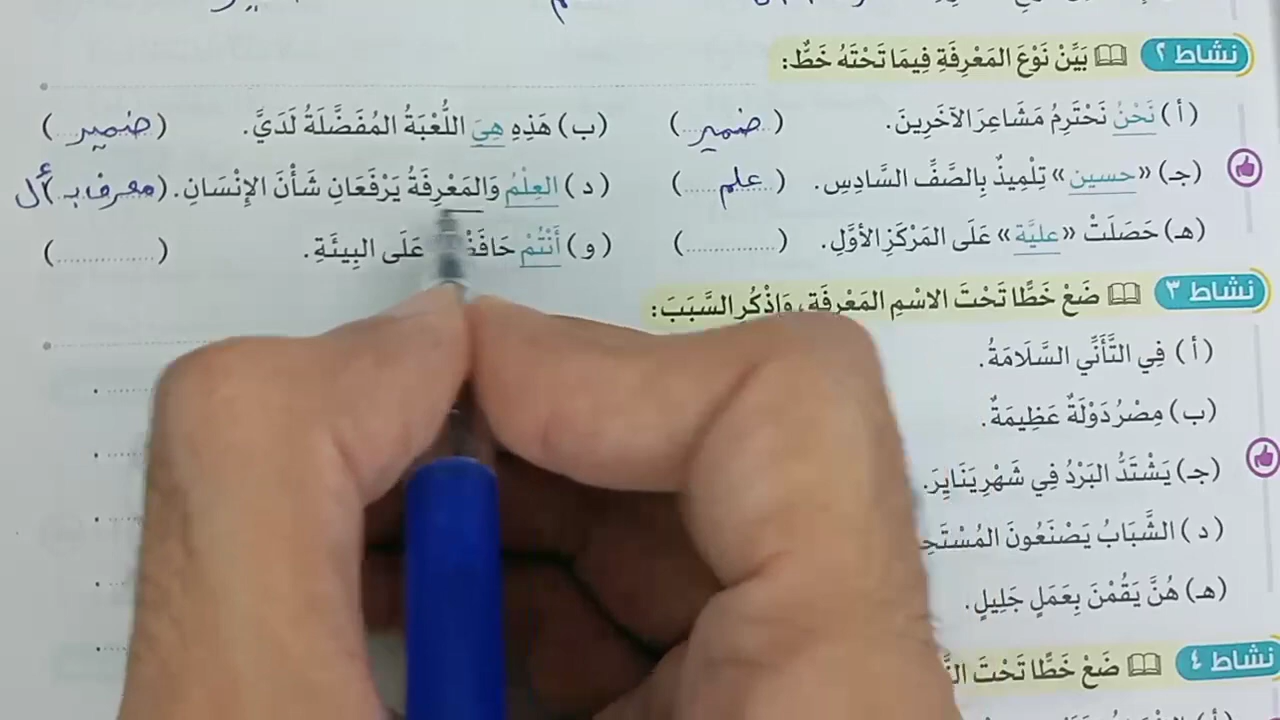 نشاط ٢ بَيِّنْ نَوْعَ المَعْرِفَةِ فِيمَا تَحْتَهُ خَطٌّ:
(أ) نَحْنُ نَحْتَرِمُ مَشَاعِرَ الآخَرِينَ. (ضمير) (ب) هَذِهِ هِيَ اللُّعْبَةُ المُفَضَّلَةُ لَدَيَّ. (ضمير)
(جـ) «حسين» تِلْمِيذٌ بِالصَّفِّ السَّادِسِ. (علم) (د) العِلْمُ وَالمَعْرِفَةُ يَرْفَعَانِ شَأْنَ الإِنْسَانِ. (معرف بـ أل)
(هـ) حَصَلَتْ «عليَّة» عَلَى المَرْكَزِ الأوَّلِ. (............) (و) أَنْتُمْ عَلَى البِيئَةِ. (............)
نشاط ٣ ضَعْ خَطًّا تَحْتَ الاسْمِ المَعْرِفَةِ، وَاذْكُرِ السَّبَبَ:
(أ) فِي التَّأَنِّي السَّلَامَةُ.
(ب) مِصْرُ دَوْلَةٌ عَظِيمَةٌ.
(جـ) يَشْتَدُّ البَرْدُ فِي شَهْرِ يَنَايِرَ.
(د) الشَّبَابُ يَصْنَعُونَ
(هـ) هُنَّ يَقُمْنَ بِعَمَلٍ جَلِيلٍ.
نشاط ٤ ضَعْ خَطًّا تَحْتَ